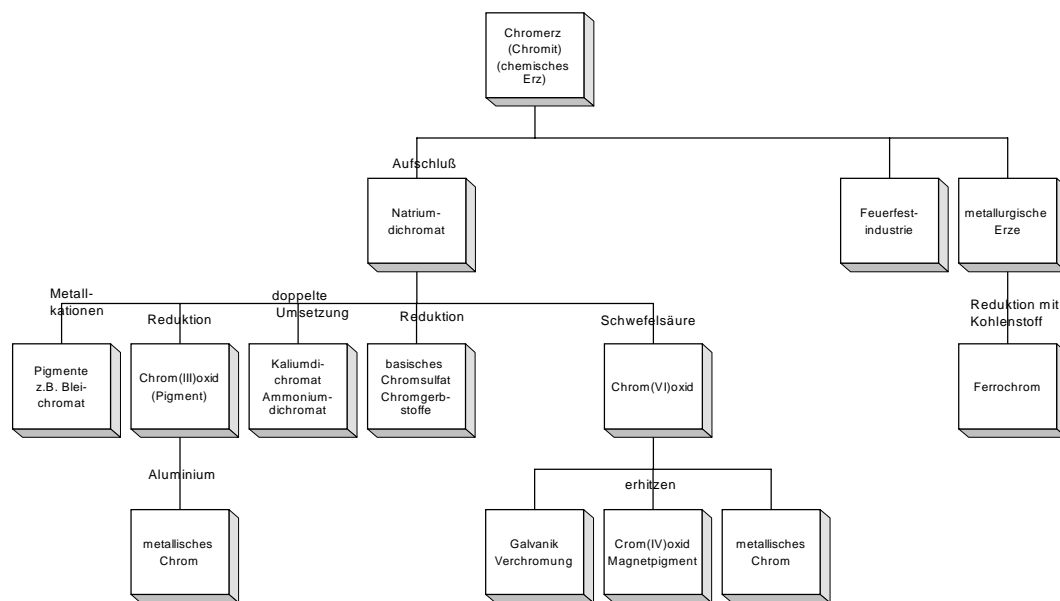 Chromerz
(Chromit)
(chemisches
Erz)
Aufschluß
Natrium-
dichromat
Feuerfest-
industrie
metallurgische
Erze
Metall-
kationen
Reduktion
doppelte
Umsetzung
Reduktion
Schwefelsäure
Reduktion mit
Kohlenstoff
Pigmente
z.B. Blei-
chromat
Chrom(III)oxid
(Pigment)
Kaliumdi-
chromat
Ammonium-
dichromat
basisches
Chromsulfat
Chromgerb-
stoffe
Chrom(VI)oxid
Ferrochrom
Aluminium
erhitzen
metallisches
Chrom
Galvanik
Verchromung
Crom(IV)oxid
Magnetpigment
metallisches
Chrom